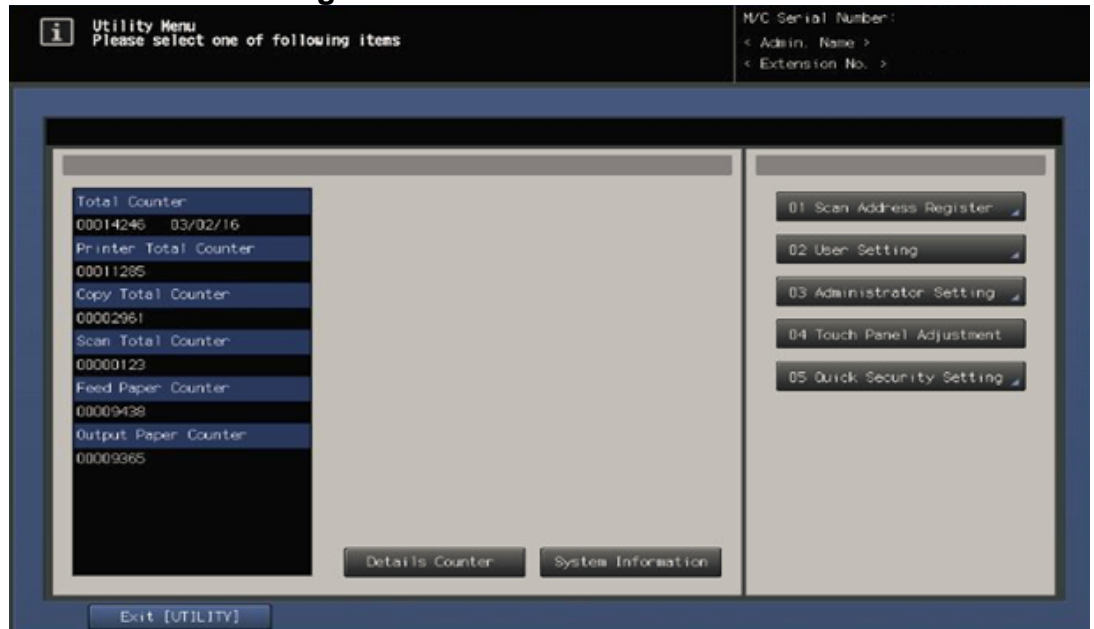 Utility Menu
Please select one of following items
M/C Serial Number:
< Admin. Name >
< Extension No. >
Total Counter
00014246 03/02/16
Printer Total Counter
00011285
Copy Total Counter
00002961
Scan Total Counter
00000123
Feed Paper Counter
00009438
Output Paper Counter
00009365
Details Counter
System Information
01 Scan Address Register
02 User Setting
03 Administrator Setting
04 Touch Panel Adjustment
05 Quick Security Setting
Exit [UTILITY]